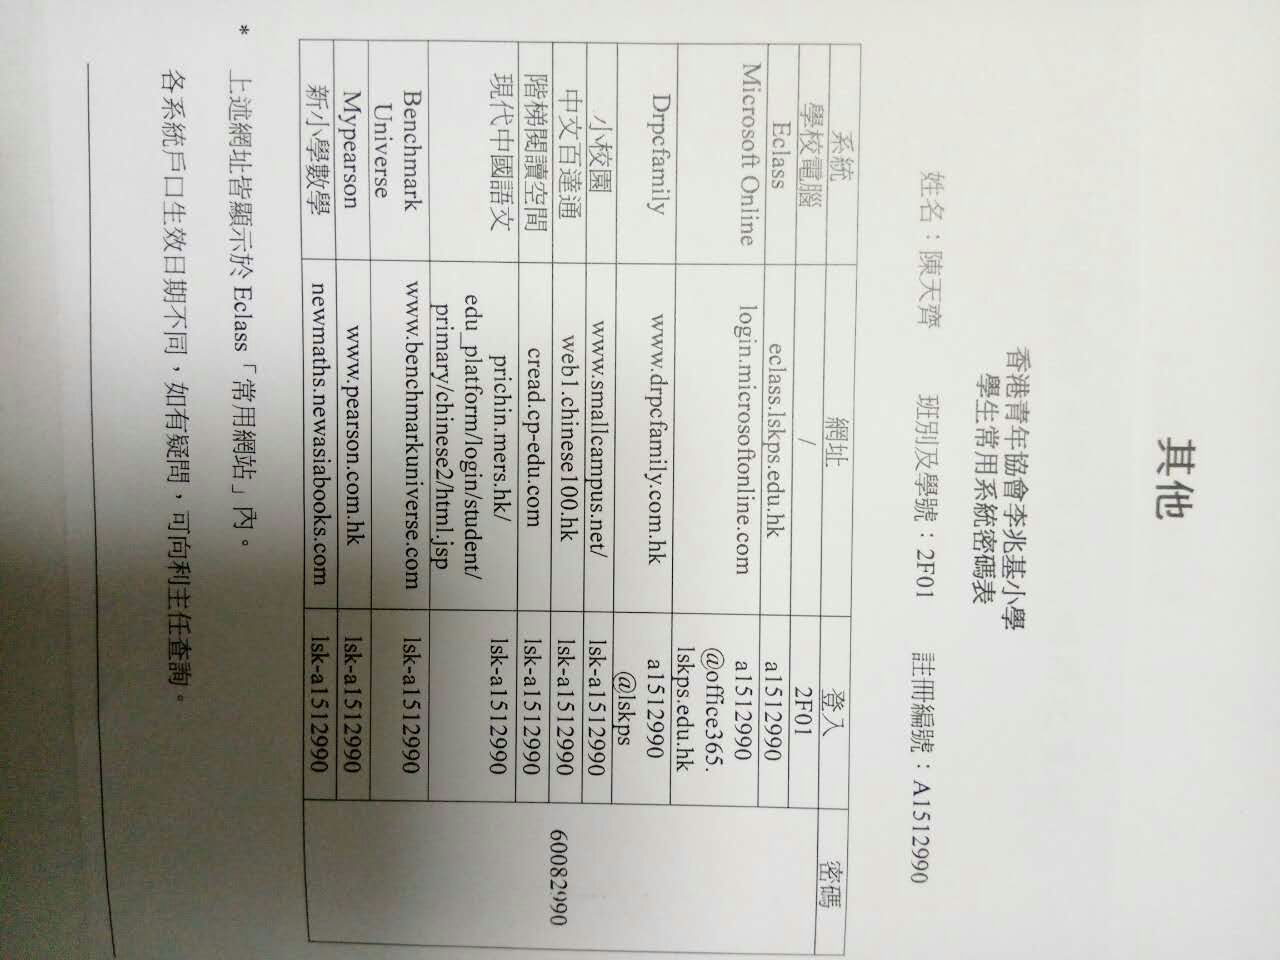 其他
香港青年協會李兆基小學
學生常用系統密碼表
姓名：陳天齊 班別及學號：2F01 註冊編號：A1512990
系統 網址 登入 密碼
學校電腦 / 2F01
Eclass eclass.lskps.edu.hk a1512990
Microsoft Online login.microsoftonline.com a1512990
@office365.
lskps.edu.hk
Drpcfamily www.drpcfamily.com.hk a1512990
@lskps
小校園 www.smallcampus.net/ lsk-a1512990
中文百達通 web1.chinese100.hk lsk-a1512990
階梯閱讀空間 cread.cp-edu.com lsk-a1512990
現代中國語文 prichin.mers.hk/ lsk-a1512990
edu_platform/login/student/
primary/chinese2/html.jsp
Benchmark www.benchmarkuniverse.com lsk-a1512990
Universe
Mypearson www.pearson.com.hk lsk-a1512990
新小學數學 newmaths.newasiabooks.com lsk-a1512990
60082990
* 上述網址皆顯示於 Eclass「常用網站」內。
各系統戶口生效日期不同，如有疑問，可向利主任查詢。